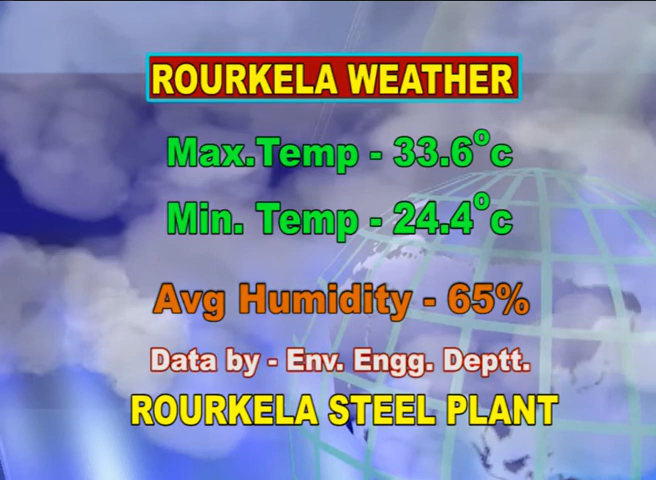 ROURKELA WEATHER
Max.Temp - 33.6°c
Min. Temp - 24.4°c
Avg Humidity - 65%
Data by - Env. Engg. Deptt.
ROURKELA STEEL PLANT